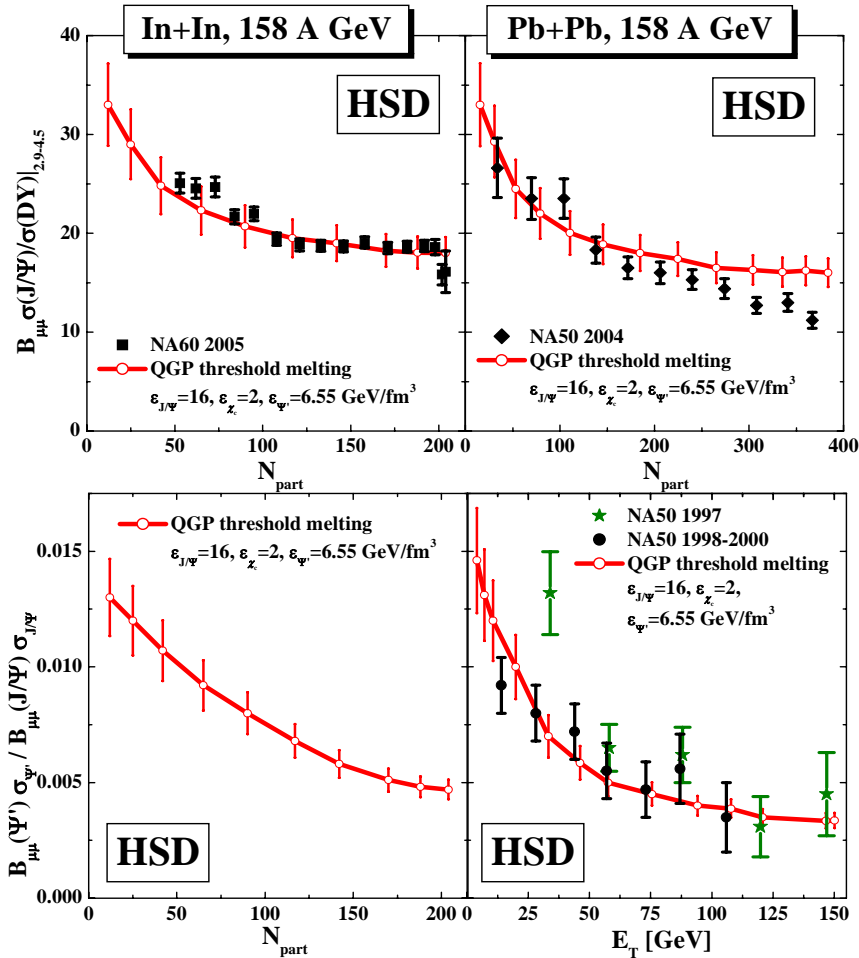 In+In, 158 A GeV
Pb+Pb, 158 A GeV
B_μμ σ(J/Ψ)/σ(DY)|_2.9-4.5
40
30
20
10
0
HSD
NA60 2005
QGP threshold melting
ε_J/Ψ=16, ε_χc=2, ε_Ψ'=6.55 GeV/fm³
0 50 100 150 200
N_part
HSD
NA50 2004
QGP threshold melting
ε_J/Ψ=16, ε_χc=2, ε_Ψ'=6.55 GeV/fm³
0 100 200 300 400
N_part
B_μμ(Ψ') σ_Ψ' / B_μμ(J/Ψ) σ_J/Ψ
0.015
0.010
0.005
0.000
QGP threshold melting
ε_J/Ψ=16, ε_χc=2, ε_Ψ'=6.55 GeV/fm³
HSD
0 50 100 150 200
N_part
NA50 1997
NA50 1998-2000
QGP threshold melting
ε_J/Ψ=16, ε_χc=2,
ε_Ψ'=6.55 GeV/fm³
HSD
25 50 75 100 125 150
E_T [GeV]